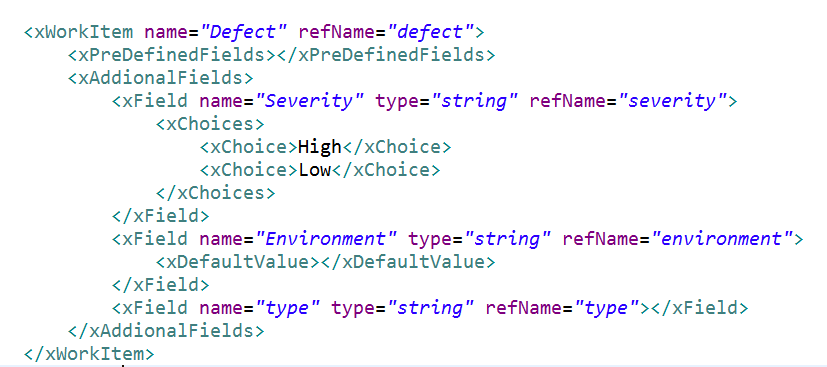 <xWorkItem name="Defect" refName="defect">
<xPreDefinedFields></xPreDefinedFields>
<xAddionalFields>
<xField name="Severity" type="string" refName="severity">
<xChoices>
<xChoice>High</xChoice>
<xChoice>Low</xChoice>
</xChoices>
</xField>
<xField name="Environment" type="string" refName="environment">
<xDefaultValue></xDefaultValue>
</xField>
<xField name="type" type="string" refName="type"></xField>
</xAddionalFields>
</xWorkItem>